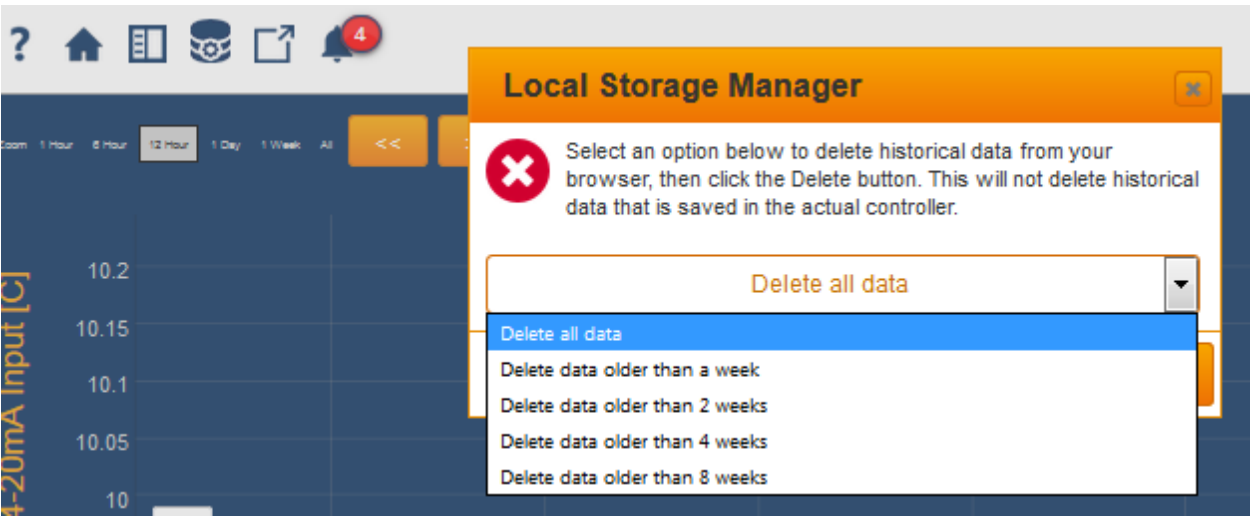 ?
4
Local Storage Manager
Zoom 1 Hour 6 Hour 12 Hour 1 Day 1 Week All <<
Select an option below to delete historical data from your
browser, then click the Delete button. This will not delete historical
data that is saved in the actual controller.
Delete all data
Delete all data
Delete data older than a week
Delete data older than 2 weeks
Delete data older than 4 weeks
Delete data older than 8 weeks
4-20mA Input [C]
10.2
10.15
10.1
10.05
10